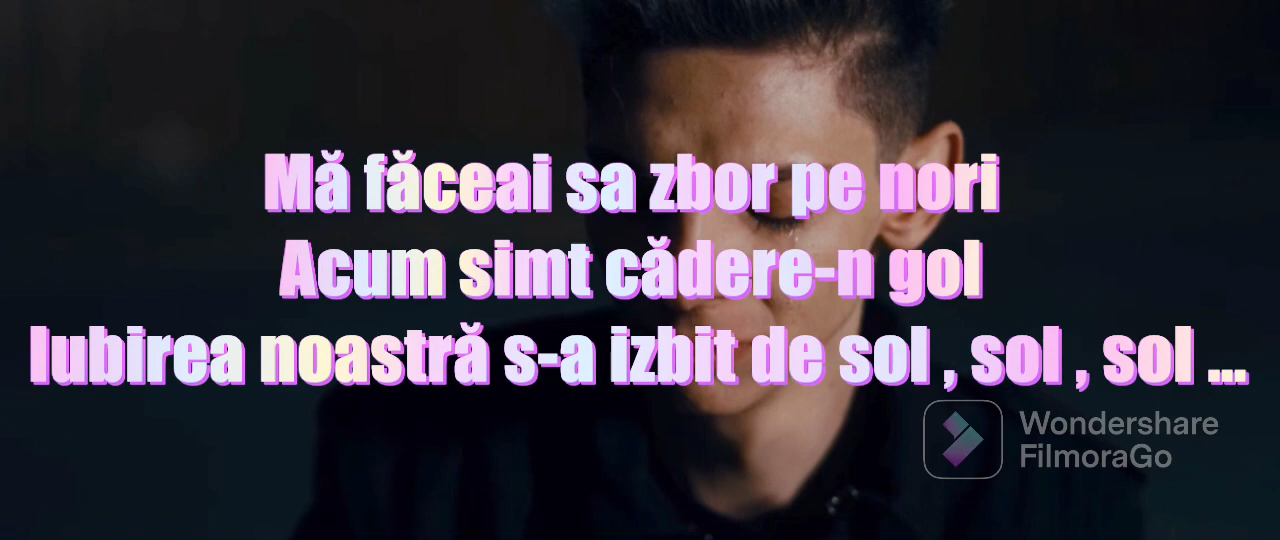 Mă făceai sa zbor pe nori
Acum simt cădere-n gol
Iubirea noastră s-a izbit de sol , sol , sol ...
Wondershare
FilmoraGo